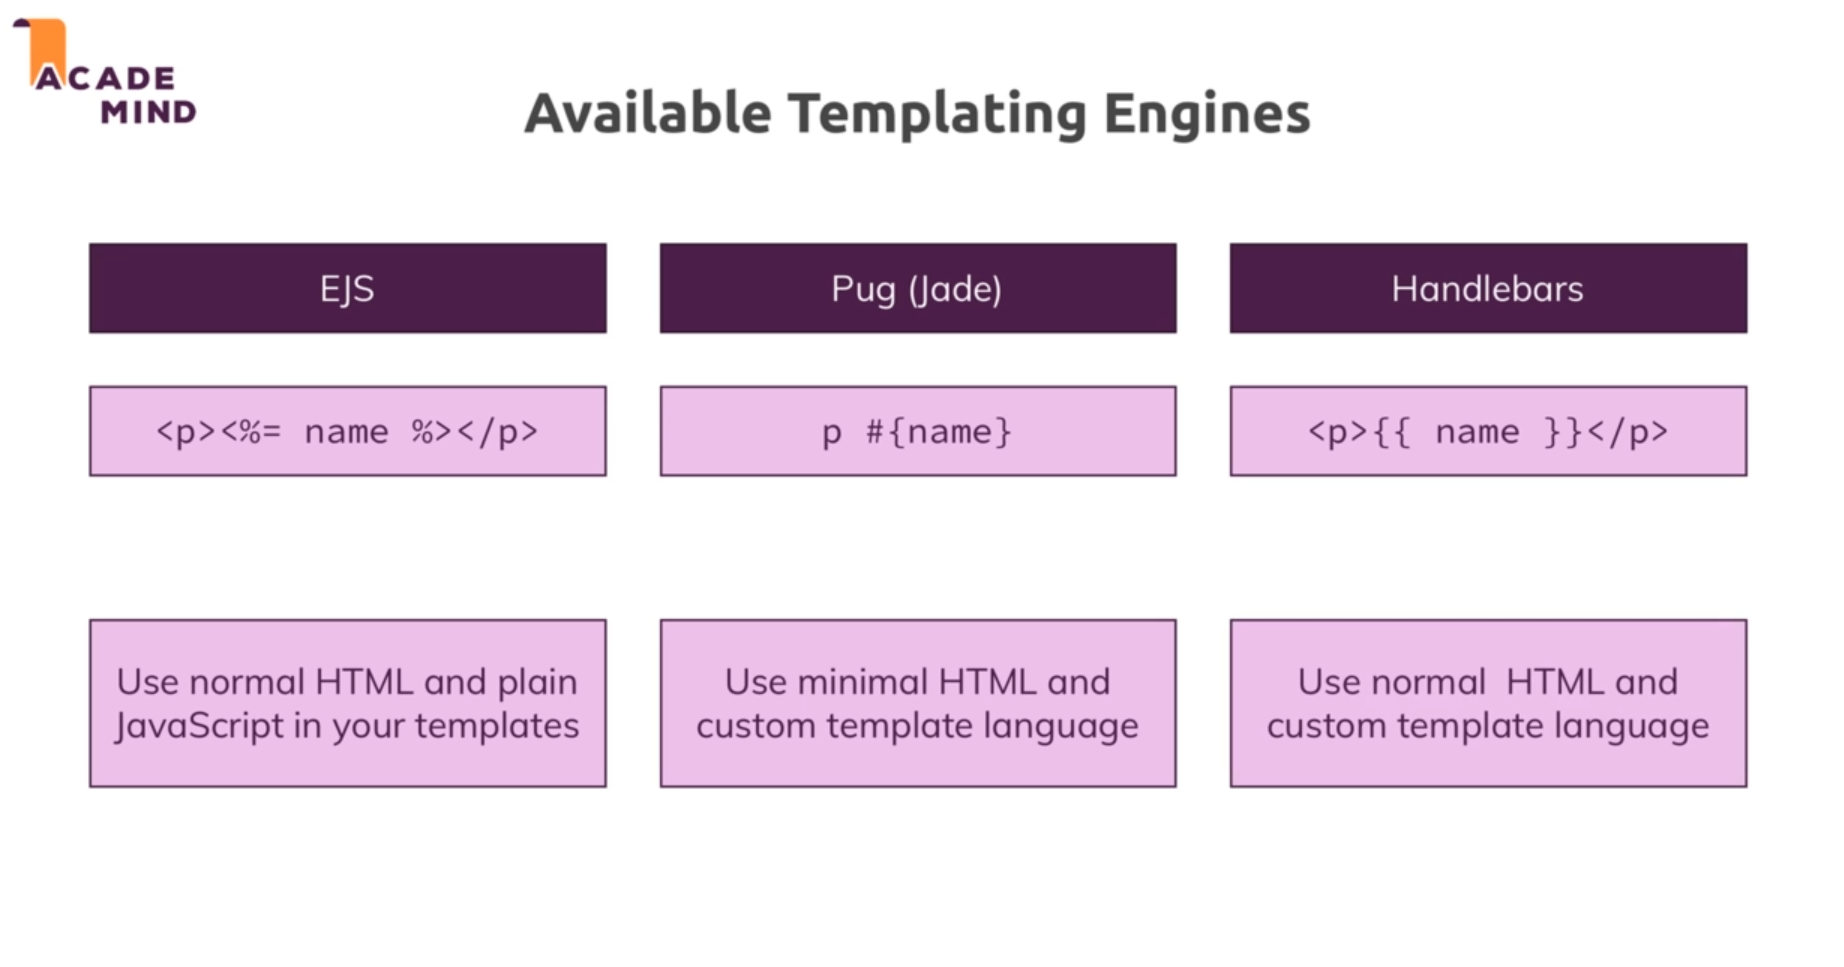 ACADE
MIND
Available Templating Engines
EJS
Pug (Jade)
Handlebars
<p><%= name %></p>
p #{name}
<p>{{ name }}</p>
Use normal HTML and plain
JavaScript in your templates
Use minimal HTML and
custom template language
Use normal  HTML and
custom template language